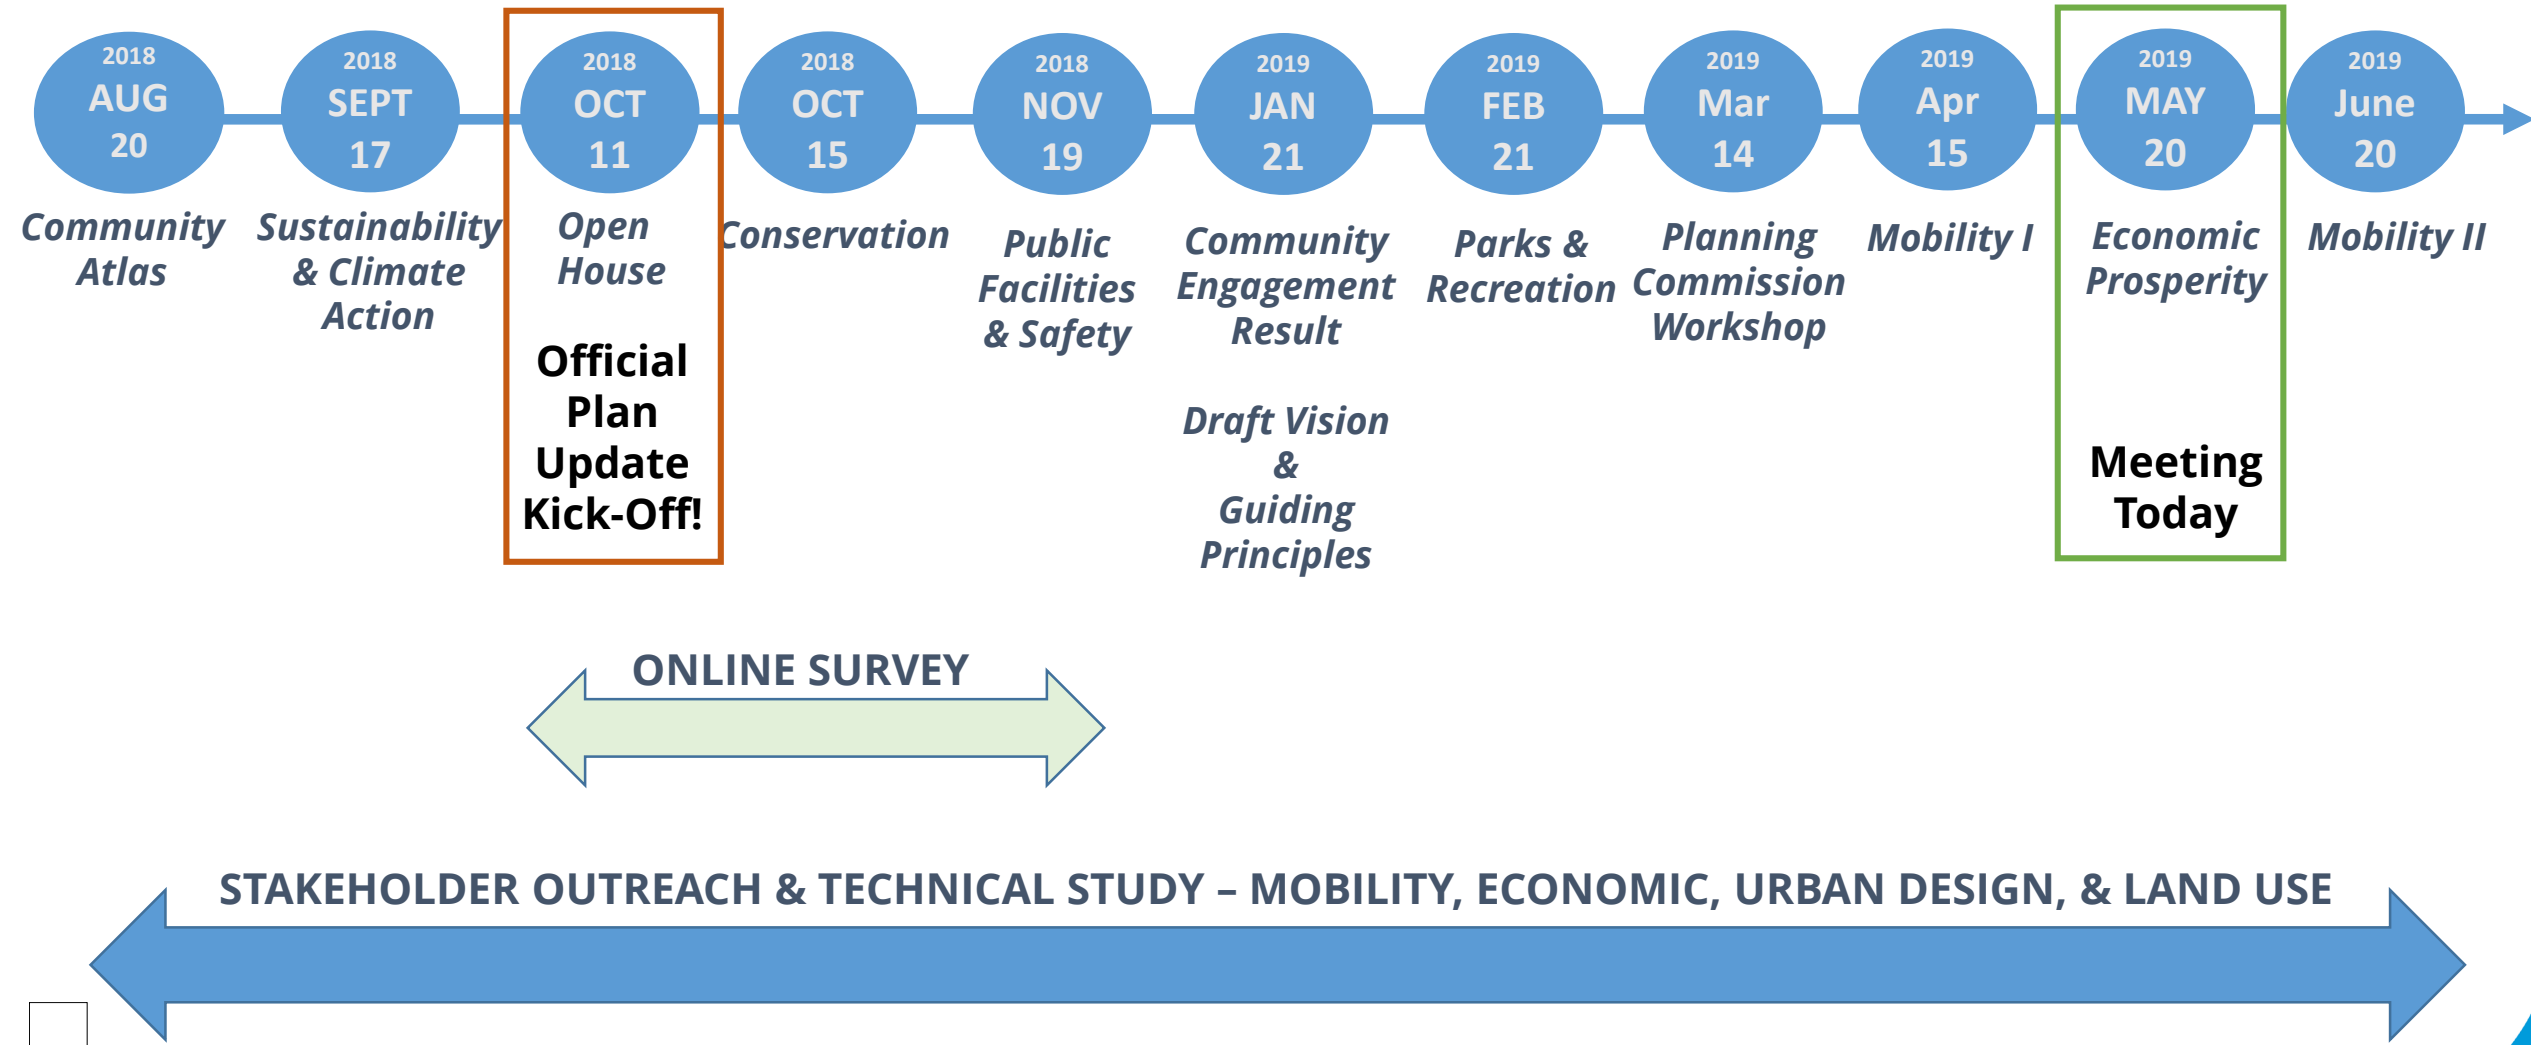 2018
AUG
20
Community
Atlas
2018
SEPT
17
Sustainability
& Climate
Action
2018
OCT
11
Open
House
Official
Plan
Update
Kick-Off!
2018
OCT
15
Conservation
2018
NOV
19
Public
Facilities
& Safety
2019
JAN
21
Community
Engagement
Result
Draft Vision
&
Guiding
Principles
2019
FEB
21
Parks &
Recreation
2019
Mar
14
Planning
Commission
Workshop
2019
Apr
15
Mobility I
2019
MAY
20
Economic
Prosperity
Meeting
Today
2019
June
20
Mobility II
ONLINE SURVEY
STAKEHOLDER OUTREACH & TECHNICAL STUDY – MOBILITY, ECONOMIC, URBAN DESIGN, & LAND USE